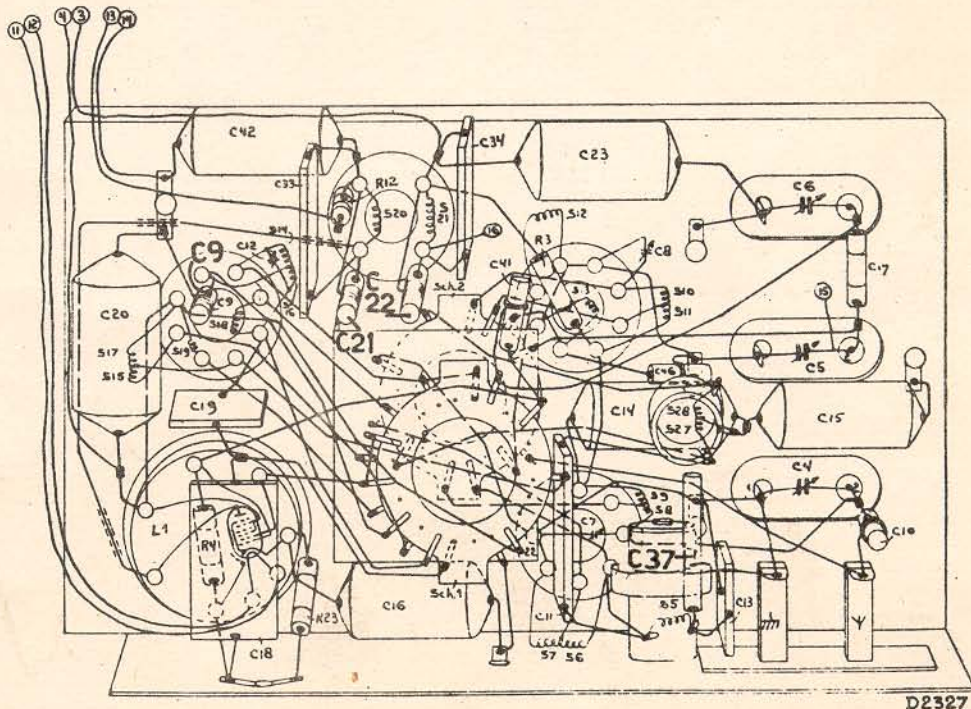 11 12 4 3 13 14
C42
C34
C23
C33
R12
S20
S21
C6
S12
S14
C12
R3
C8
16
C9
C9
C41
C17
C20
S18
C22
Sch.2
S10
S11
15
C21
S17
S19
S15
C46
C5
C19
C14
S28
S27
C15
S9
S8
C4
L1
R4
C7
C10
C37
C16
Sch.1
C11
S5
C13
R23
C18
S7 S6
D2327